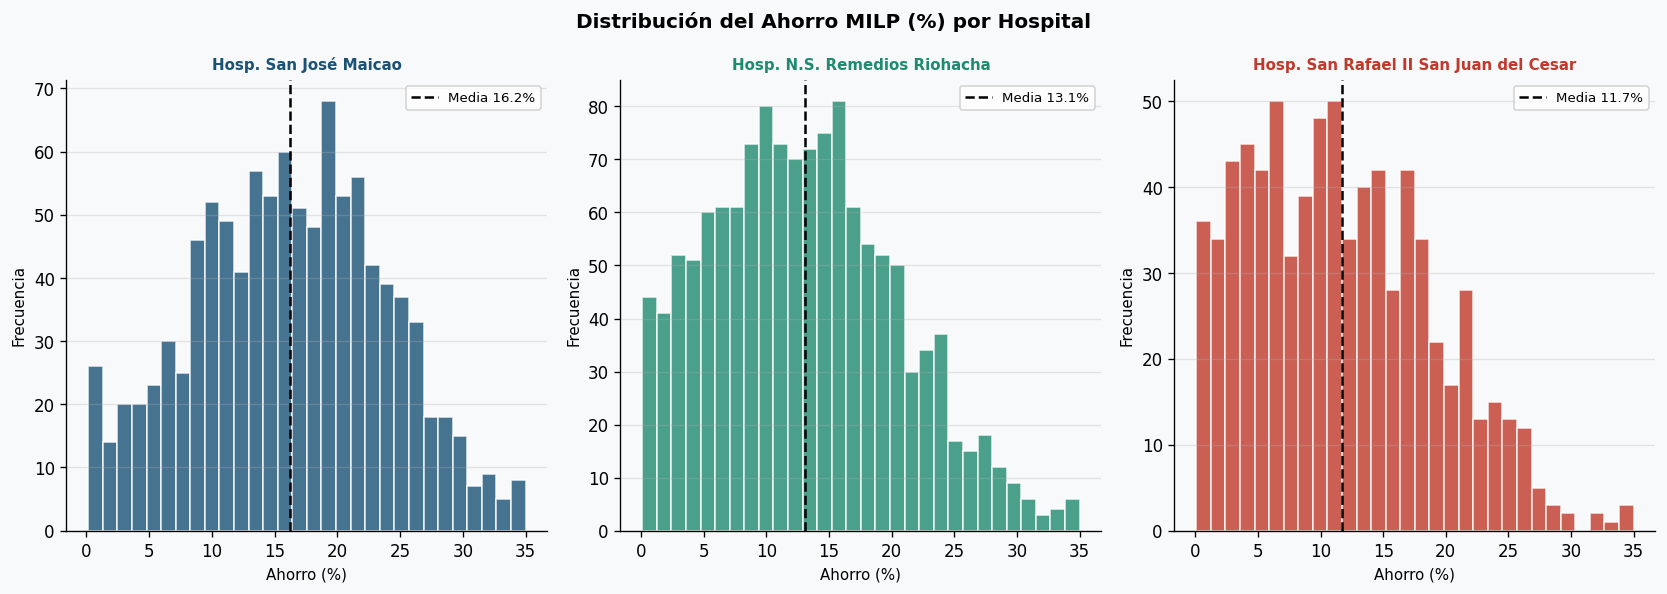 Distribución del Ahorro MILP (%) por Hospital
Hosp. San José Maicao
Media 16.2%
Frecuencia
70
60
50
40
30
20
10
0
0 5 10 15 20 25 30 35
Ahorro (%)
Hosp. N.S. Remedios Riohacha
Media 13.1%
Frecuencia
80
70
60
50
40
30
20
10
0
0 5 10 15 20 25 30 35
Ahorro (%)
Hosp. San Rafael II San Juan del Cesar
Media 11.7%
Frecuencia
50
40
30
20
10
0
0 5 10 15 20 25 30 35
Ahorro (%)